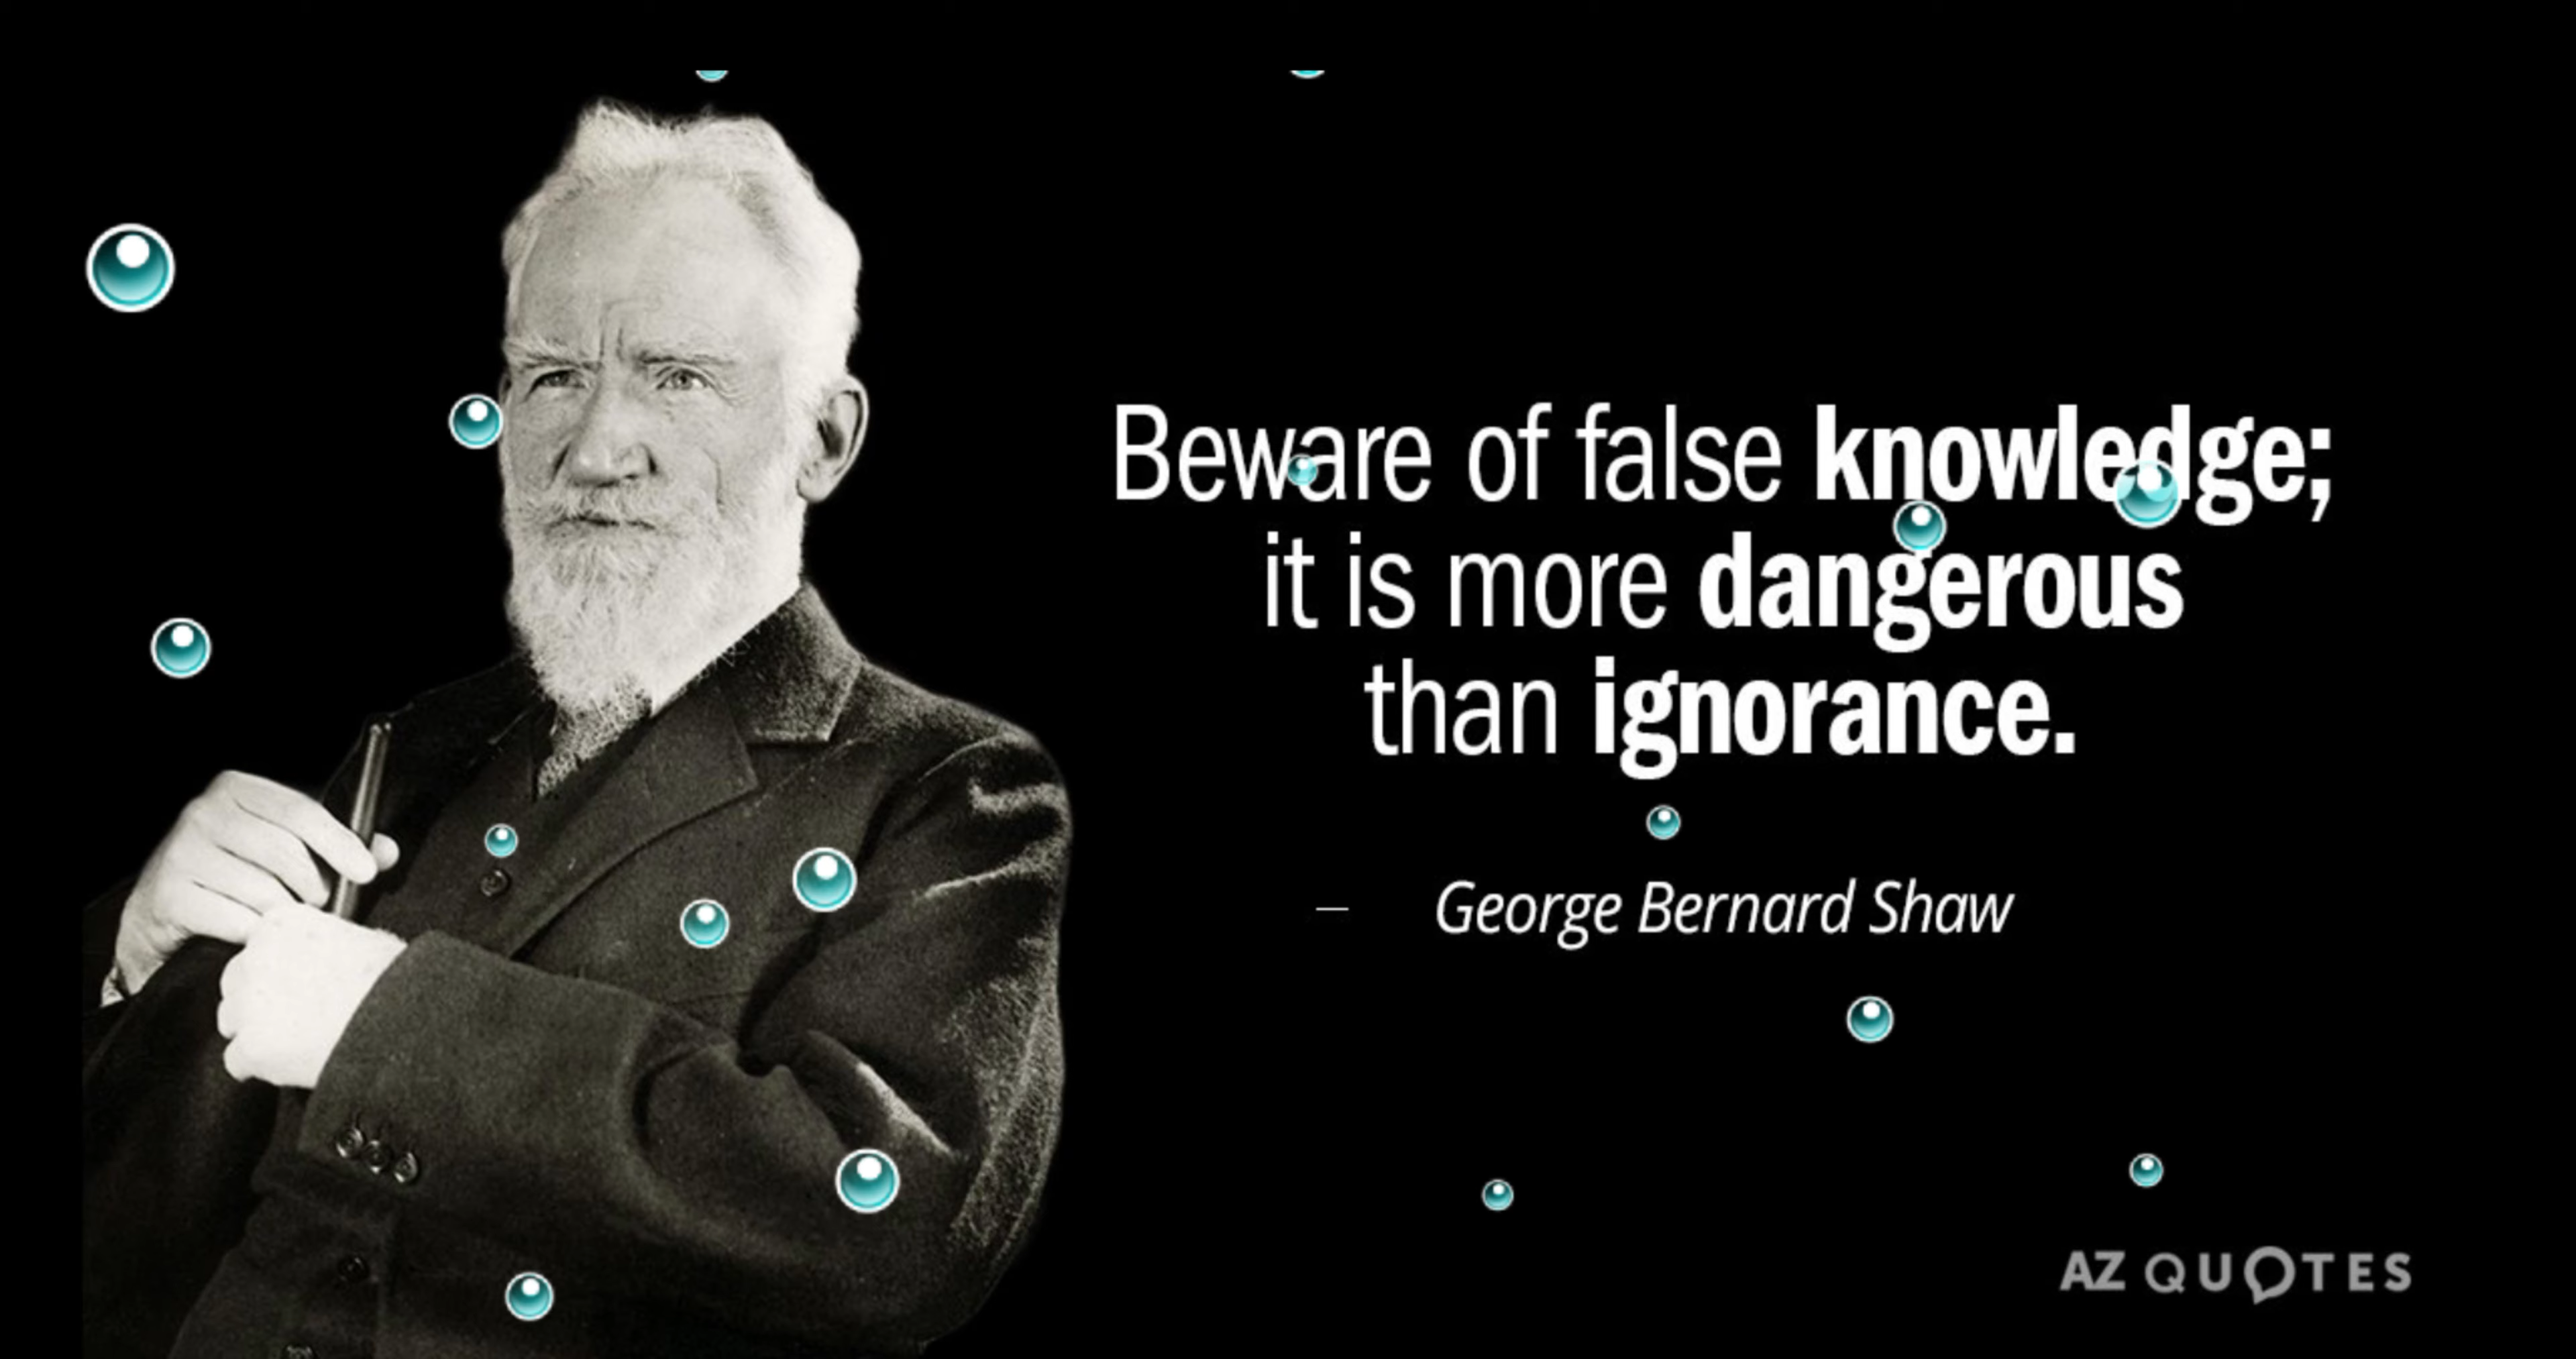 Beware of false knowledge;
it is more dangerous
than ignorance.
— George Bernard Shaw
AZ QUOTES